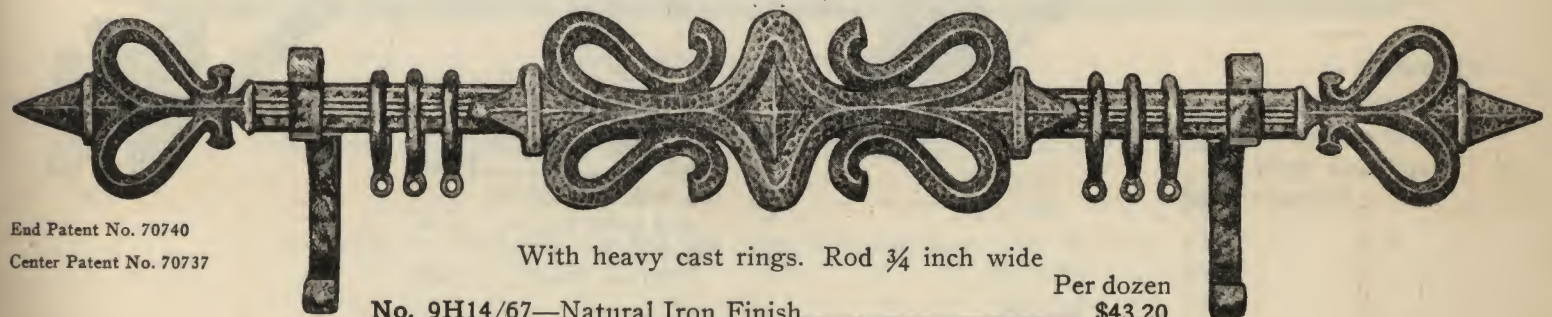 End Patent No. 70740
Center Patent No. 70737
With heavy cast rings. Rod ¾ inch wide
Per dozen
No. 9H14/67—Natural Iron Finish $43.20